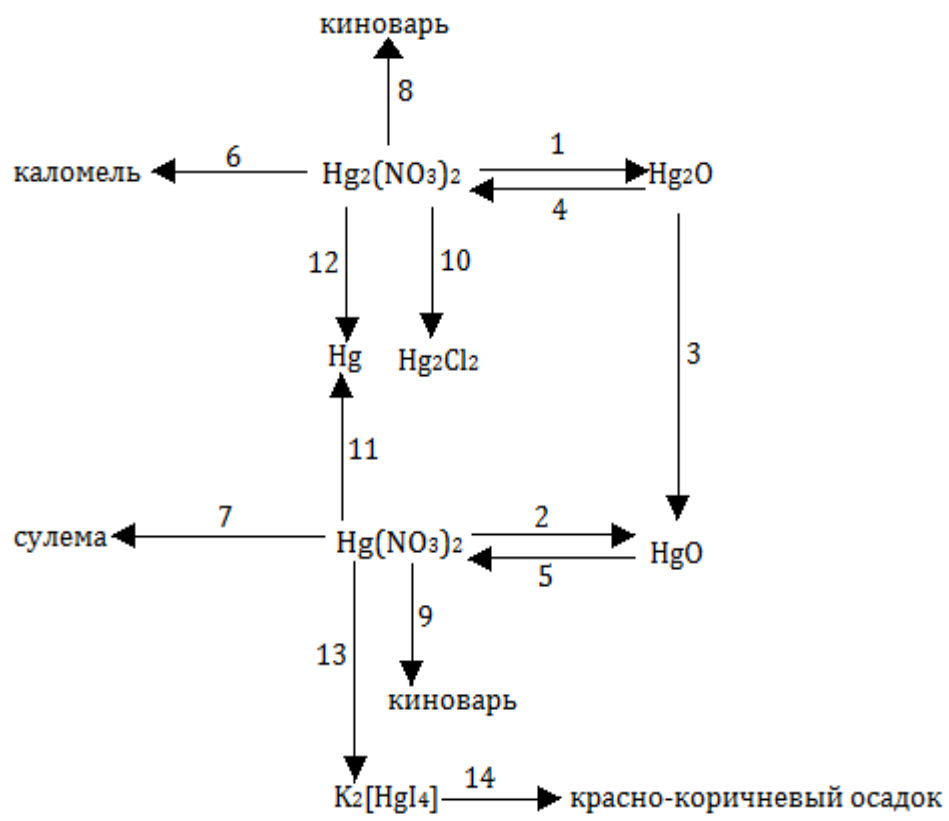 киноварь
8
каломель 6 Hg₂(NO₃)₂ 1 Hg₂O
4
12 10
Hg Hg₂Cl₂ 3
11
сулема 7 Hg(NO₃)₂ 2 HgO
5
9
13
киноварь
K₂[HgI₄] 14 красно-коричневый осадок